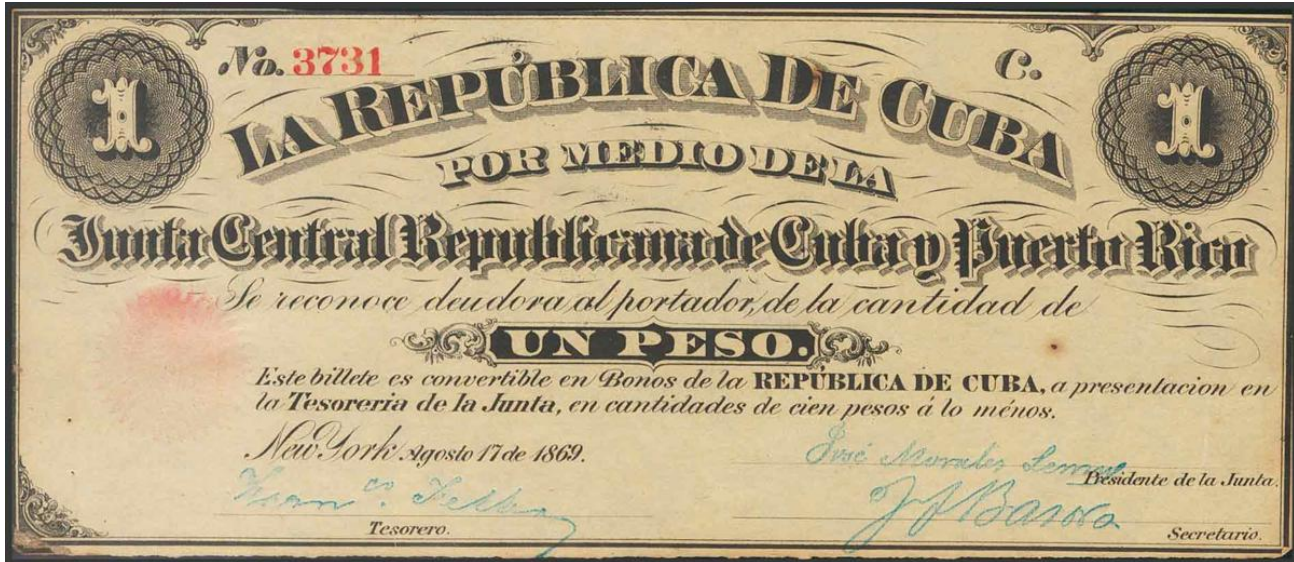 1 No. 3731 C. 1
LA REPÚBLICA DE CUBA
POR MEDIO DE LA
Junta Central Republicana de Cuba y Puerto Rico
Se reconoce deudora al portador, de la cantidad de
UN PESO.
Este billete es convertible en Bonos de la REPÚBLICA DE CUBA, a presentacion en
la Tesoreria de la Junta, en cantidades de cien pesos á lo ménos.
New York Agosto 17 de 1869.
José Morales Lemus
Presidente de la Junta.
Fran co.
Tesorero.
Secretario.